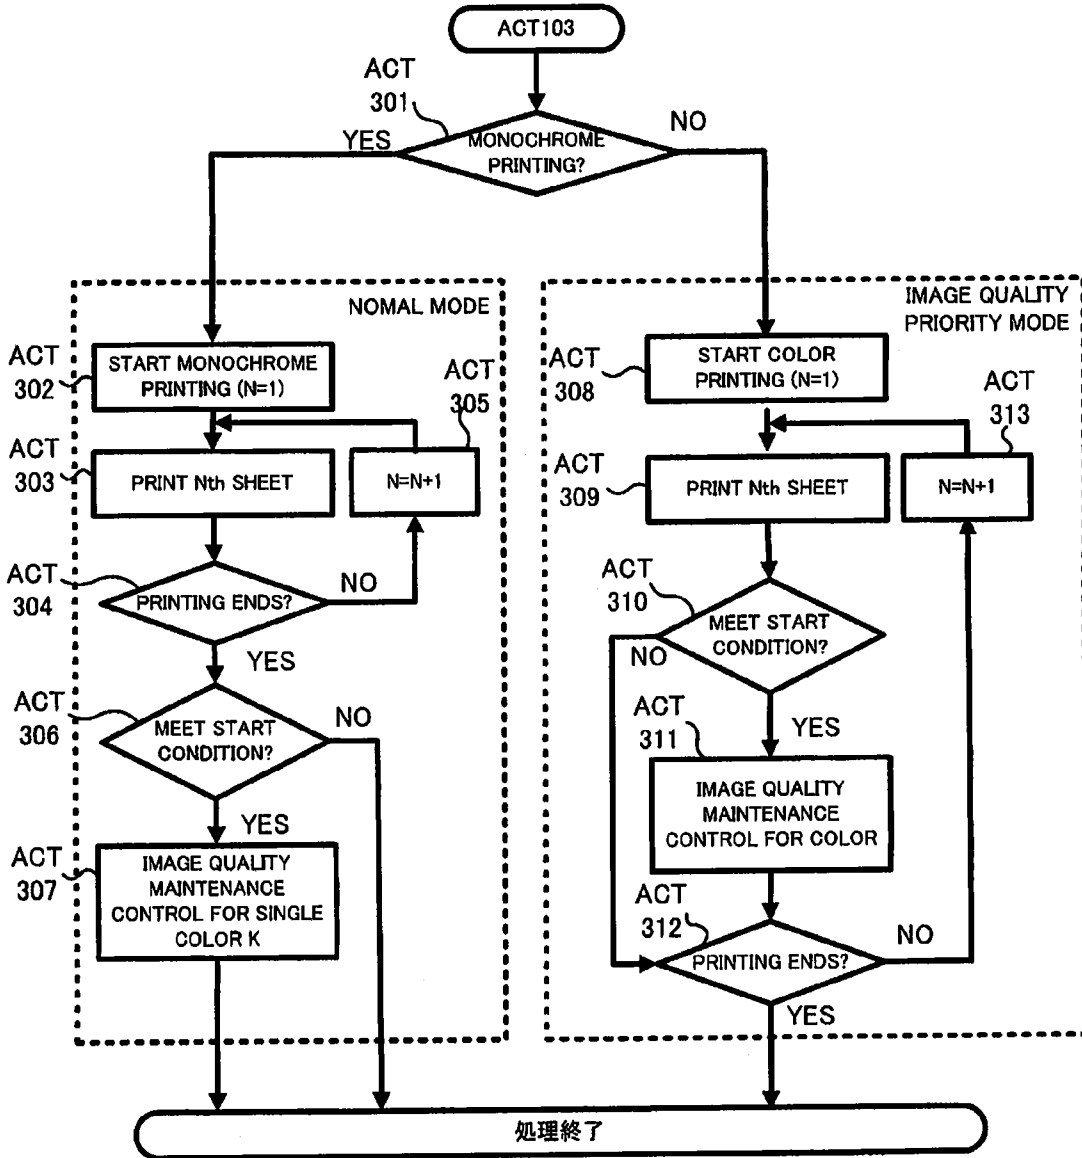 ACT103
ACT
301
YES
NO
MONOCHROME
PRINTING?
NOMAL MODE
ACT
302
START MONOCHROME
PRINTING (N=1)
ACT
305
ACT
303
PRINT Nth SHEET
N=N+1
ACT
304
PRINTING ENDS?
NO
YES
ACT
306
MEET START
CONDITION?
NO
YES
ACT
307
IMAGE QUALITY
MAINTENANCE
CONTROL FOR SINGLE
COLOR K
IMAGE QUALITY
PRIORITY MODE
ACT
308
START COLOR
PRINTING (N=1)
ACT
313
ACT
309
PRINT Nth SHEET
N=N+1
ACT
310
MEET START
CONDITION?
NO
YES
ACT
311
IMAGE QUALITY
MAINTENANCE
CONTROL FOR COLOR
ACT
312
PRINTING ENDS?
NO
YES
処理終了